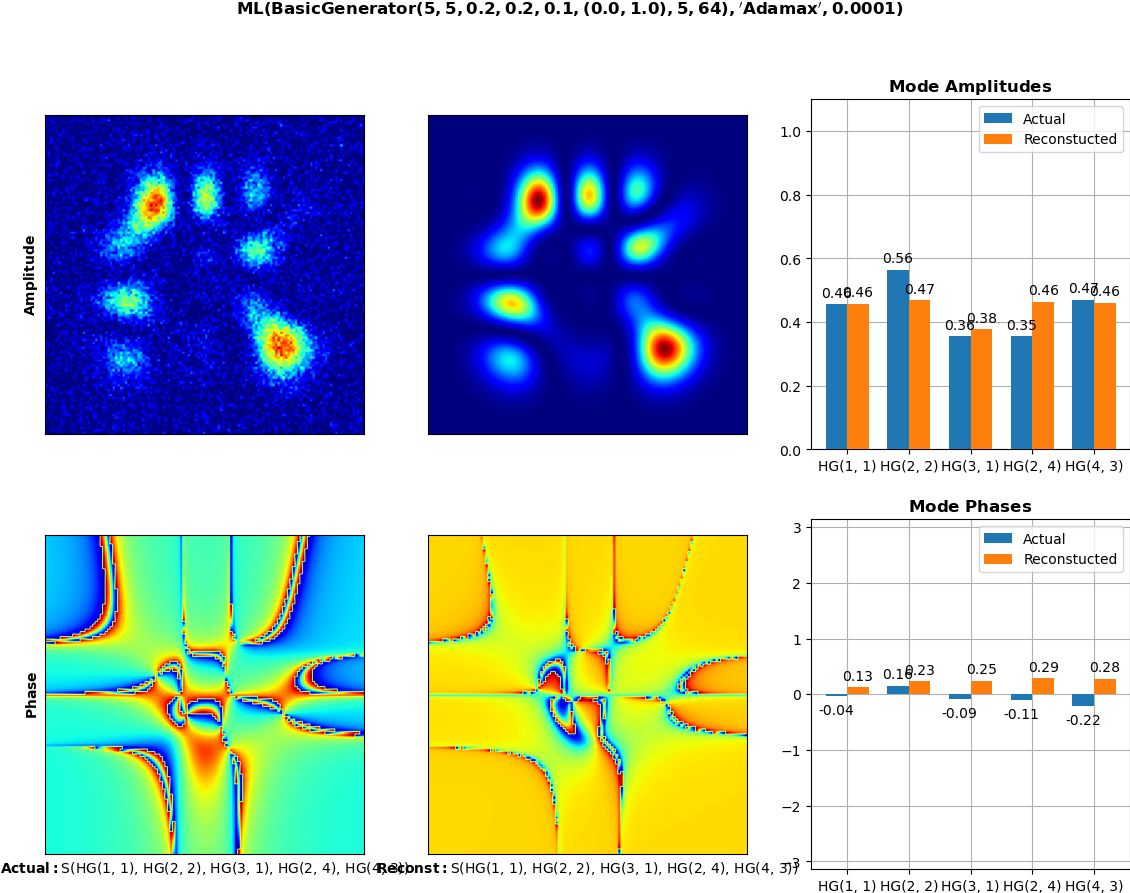 ML(BasicGenerator(5, 5, 0.2, 0.2, 0.1, (0.0, 1.0), 5, 64), 'Adamax', 0.0001)
Mode Amplitudes
Actual
Reconstucted
1.0
0.8
0.6
0.4
0.2
0.0
0.46
0.46
0.56
0.47
0.36
0.38
0.35
0.46
0.47
0.46
HG(1, 1)
HG(2, 2)
HG(3, 1)
HG(2, 4)
HG(4, 3)
Amplitude
Mode Phases
Actual
Reconstucted
3
2
1
0
−1
−2
−3
-0.04
0.13
0.16
0.23
-0.09
0.25
-0.11
0.29
-0.22
0.28
HG(1, 1)
HG(2, 2)
HG(3, 1)
HG(2, 4)
HG(4, 3)
Phase
Actual: S(HG(1, 1), HG(2, 2), HG(3, 1), HG(2, 4), HG(4, 3))
Reconst: S(HG(1, 1), HG(2, 2), HG(3, 1), HG(2, 4), HG(4, 3))